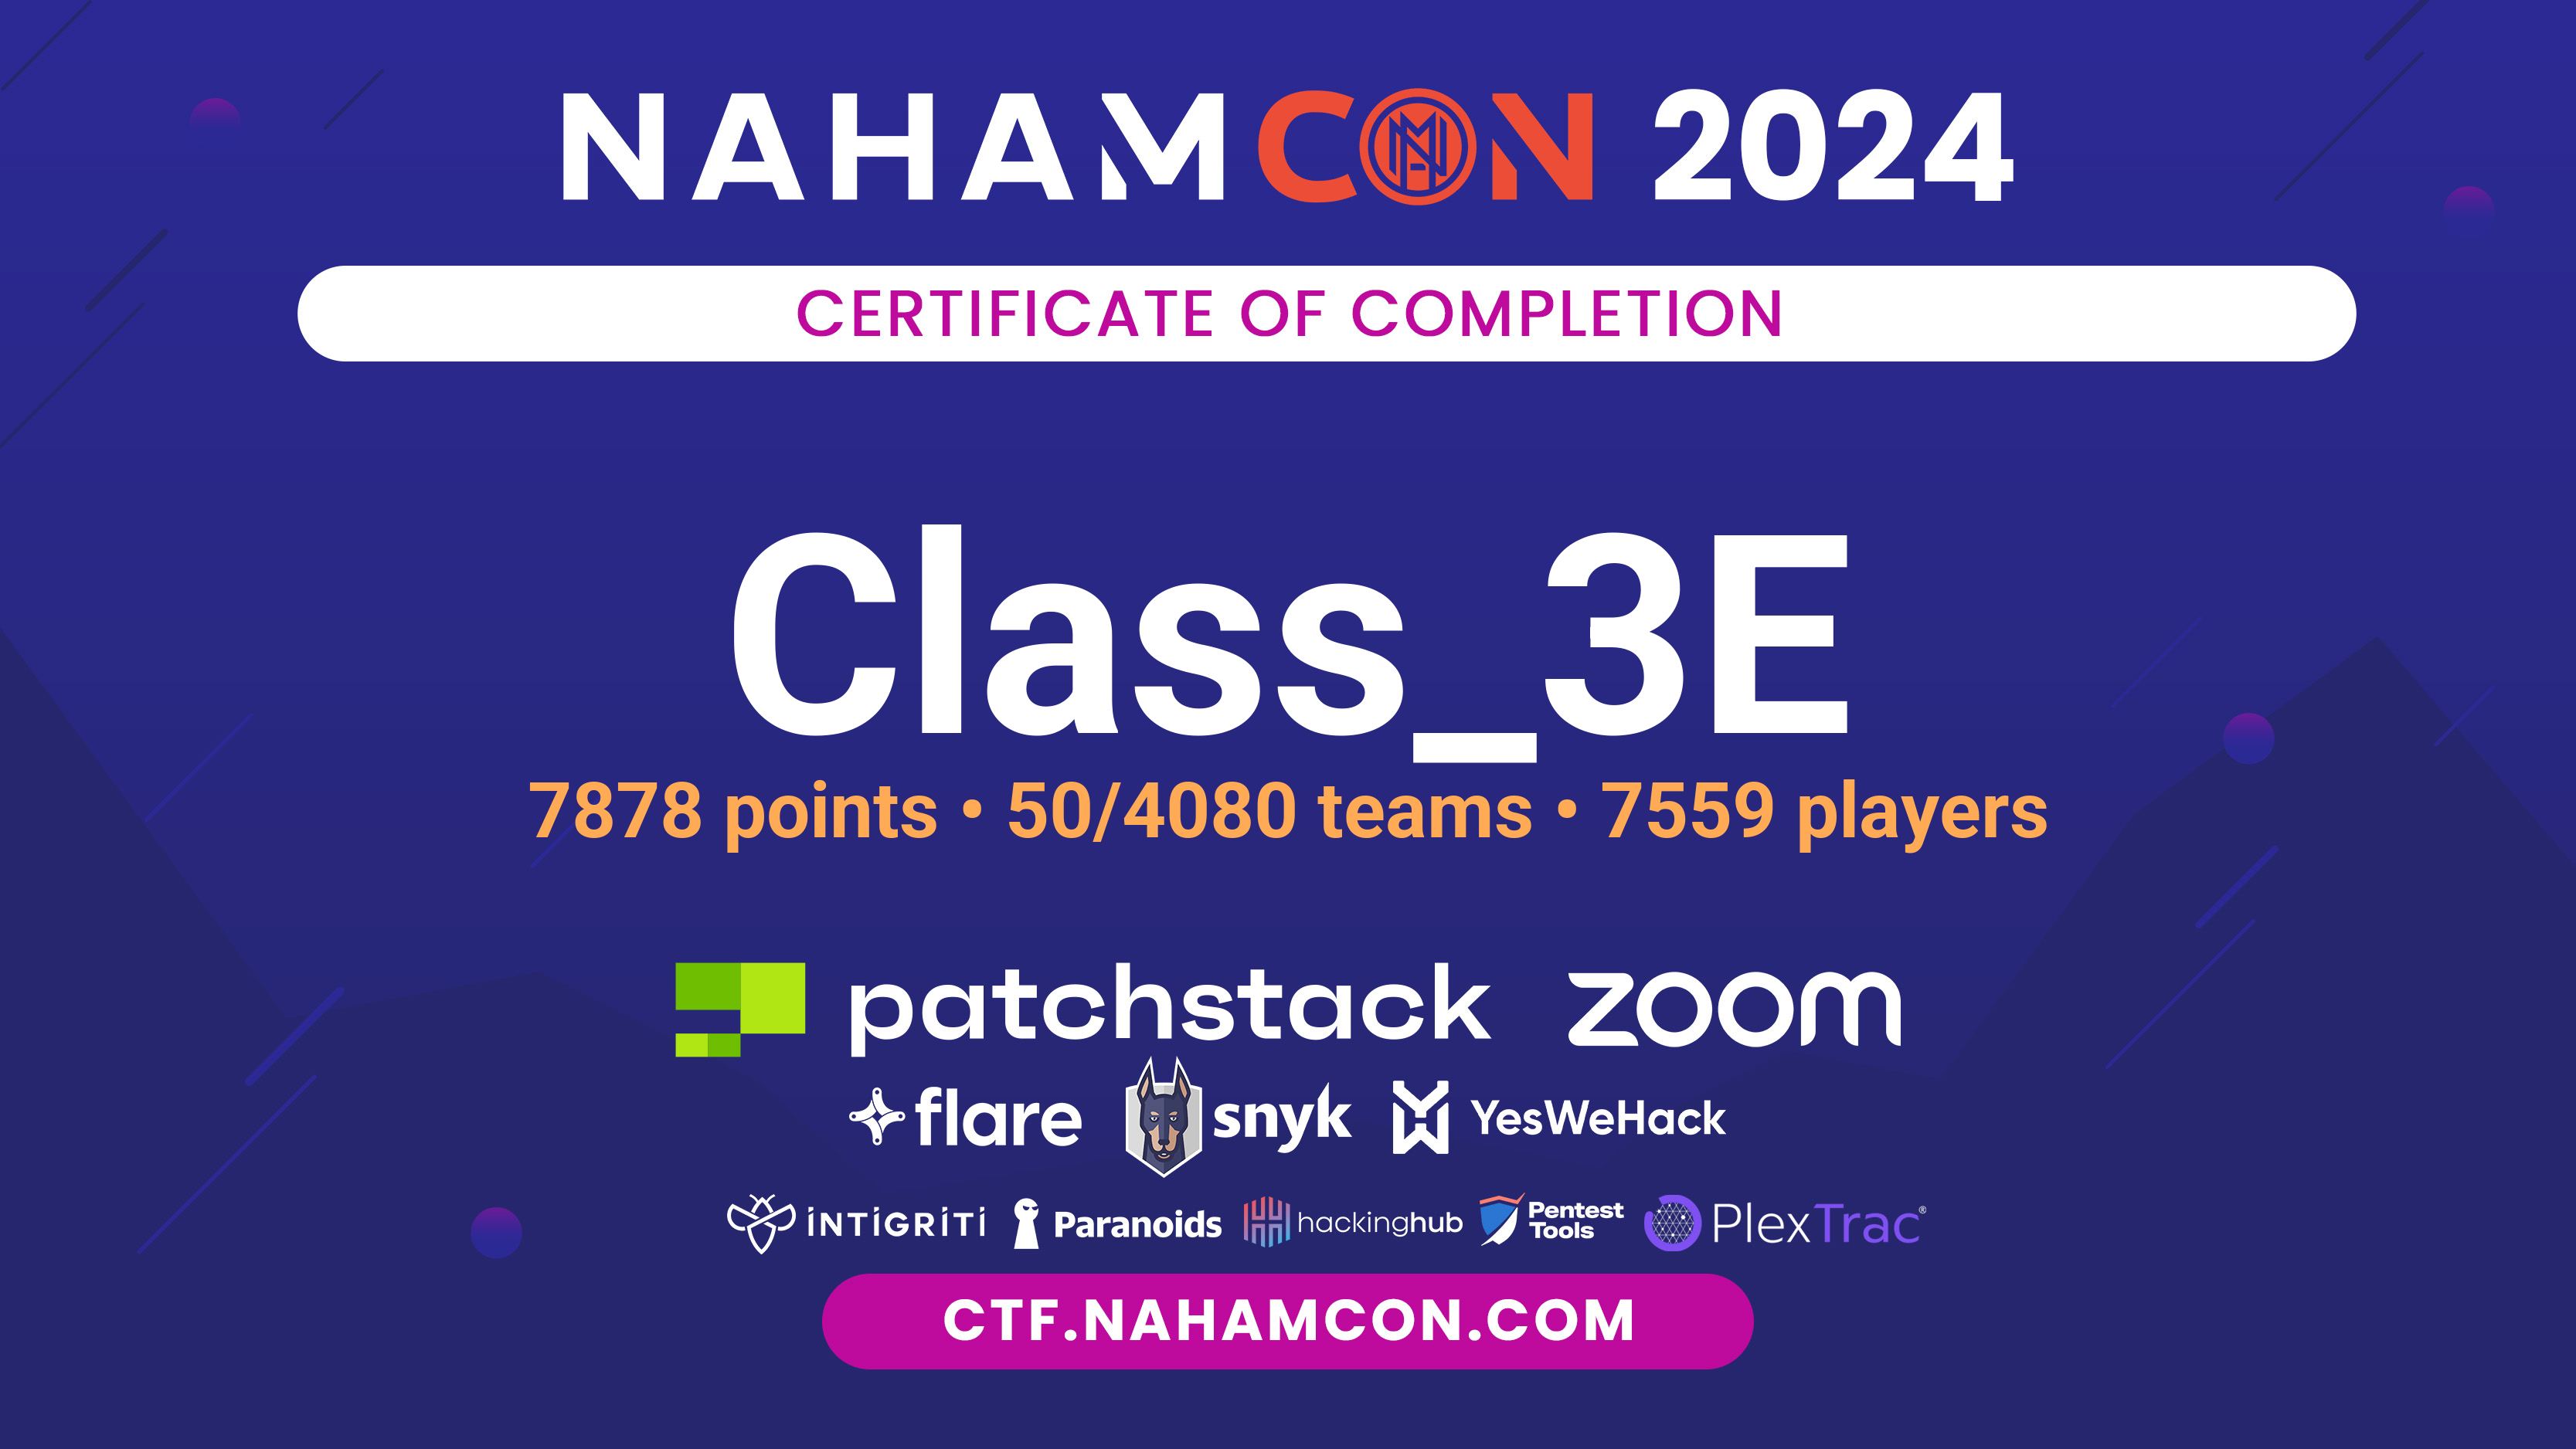 NAHAMCON 2024
CERTIFICATE OF COMPLETION
Class_3E
7878 points • 50/4080 teams • 7559 players
patchstack zoom
flare snyk YesWeHack
INTIGRITI Paranoids hackinghub Pentest Tools PlexTrac®
CTF.NAHAMCON.COM